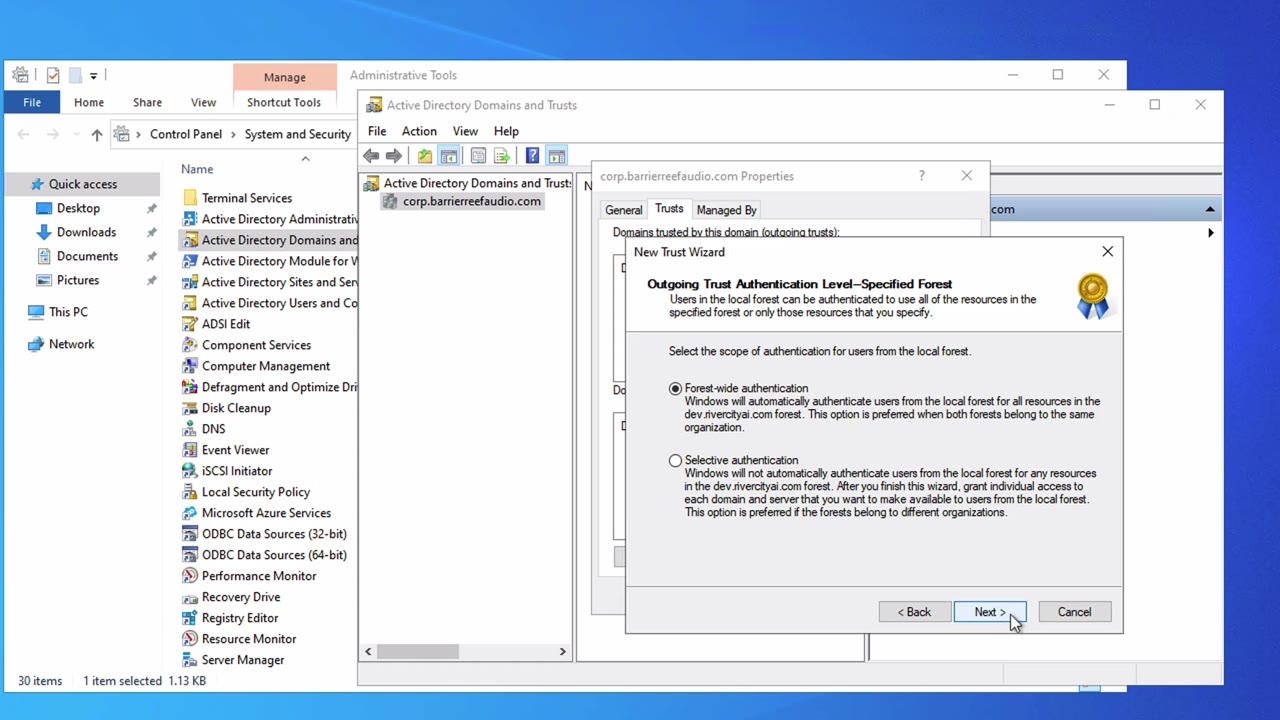 Manage
Administrative Tools
File
Home
Share
View
Shortcut Tools
Control Panel
System and Security
Quick access
Desktop
Downloads
Documents
Pictures
This PC
Network
Name
Terminal Services
Active Directory Administrativ
Active Directory Domains and
Active Directory Module for W
Active Directory Sites and Ser
Active Directory Users and Co
ADSI Edit
Component Services
Computer Management
Defragment and Optimize Dri
Disk Cleanup
DNS
Event Viewer
iSCSI Initiator
Local Security Policy
Microsoft Azure Services
ODBC Data Sources (32-bit)
ODBC Data Sources (64-bit)
Performance Monitor
Recovery Drive
Registry Editor
Resource Monitor
Server Manager
30 items
1 item selected 1.13 KB
Active Directory Domains and Trusts
File
Action
View
Help
Active Directory Domains and Trusts
corp.barrierreefaudio.com
N
com
corp.barrierreefaudio.com Properties
?
General
Trusts
Managed By
Domains trusted by this domain (outgoing trusts):
Do
New Trust Wizard
Outgoing Trust Authentication Level--Specified Forest
Users in the local forest can be authenticated to use all of the resources in the
specified forest or only those resources that you specify.
Select the scope of authentication for users from the local forest.
Forest-wide authentication
Windows will automatically authenticate users from the local forest for all resources in the
dev.rivercityai.com forest. This option is preferred when both forests belong to the same
organization.
Selective authentication
Windows will not automatically authenticate users from the local forest for any resources
in the dev.rivercityai.com forest. After you finish this wizard, grant individual access to
each domain and server that you want to make available to users from the local forest.
This option is preferred if the forests belong to different organizations.
< Back
Next >
Cancel